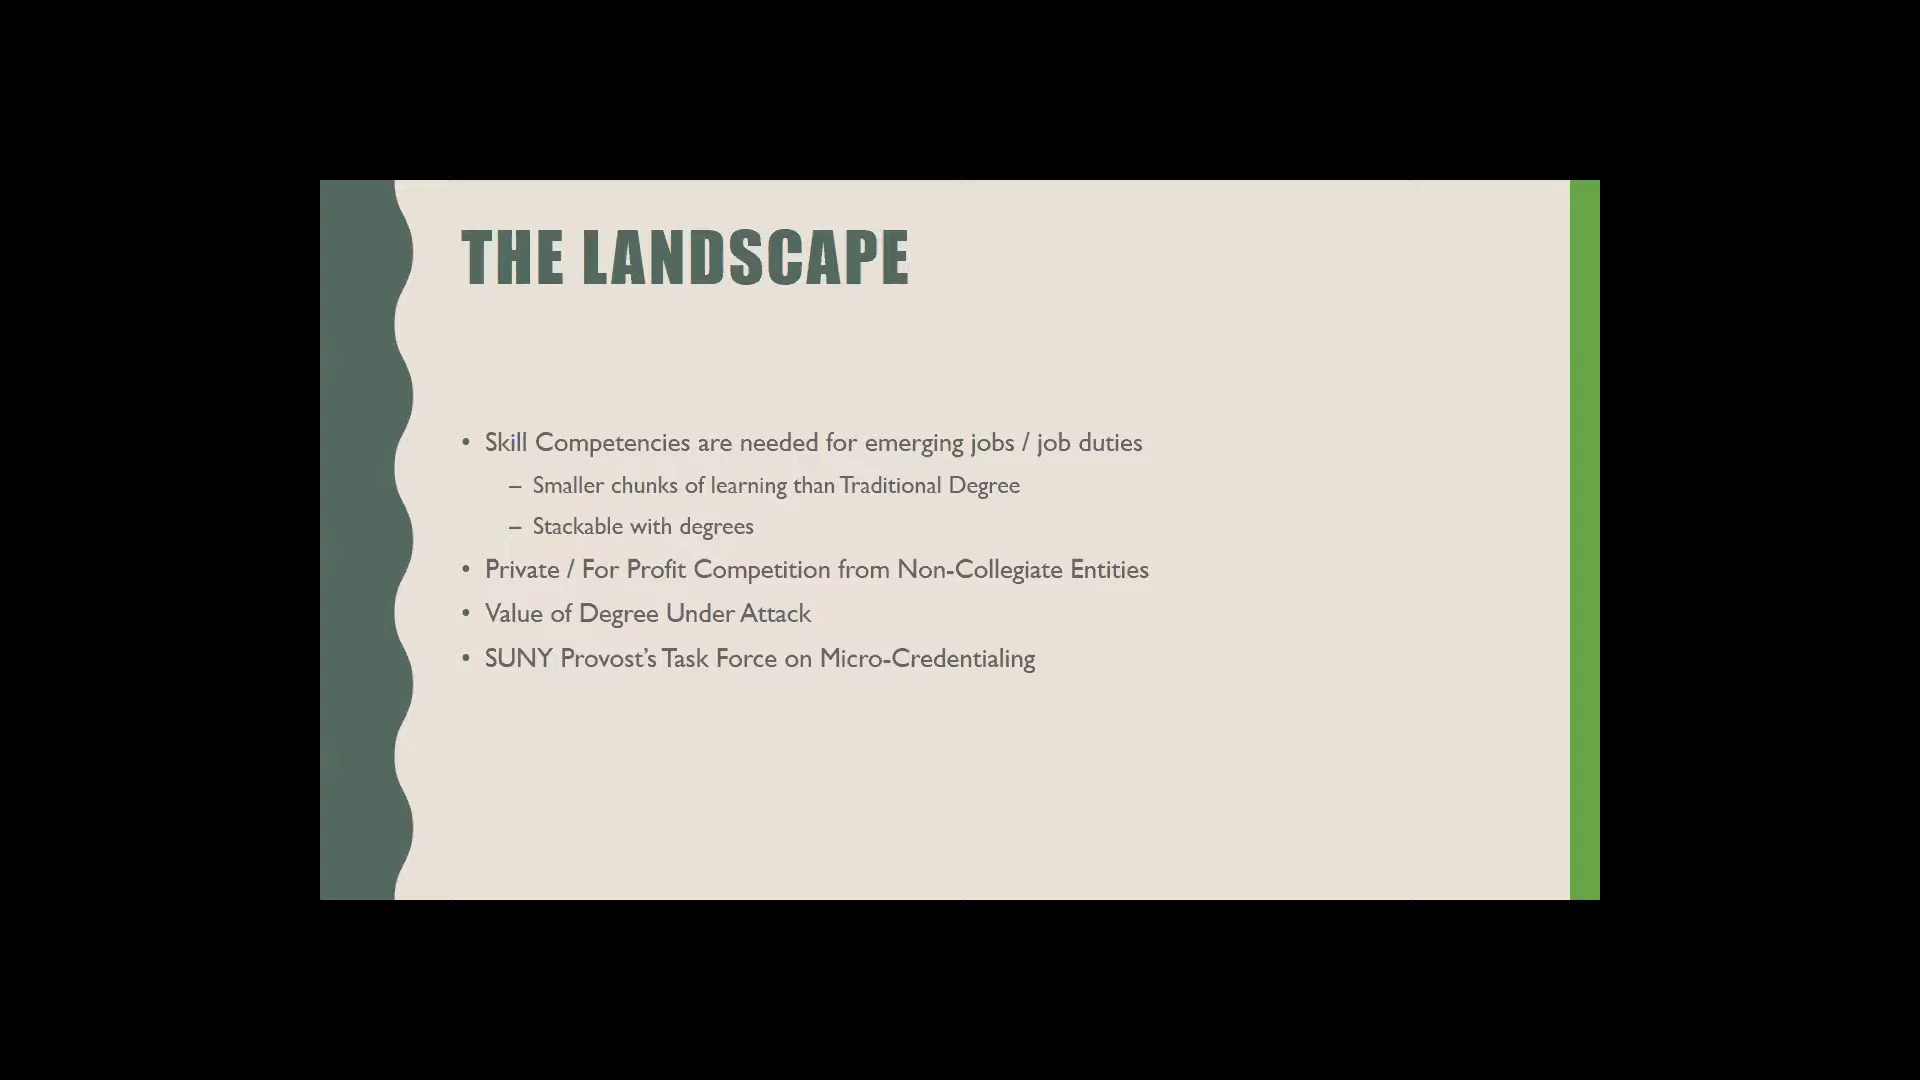 THE LANDSCAPE
• Skill Competencies are needed for emerging jobs / job duties
– Smaller chunks of learning than Traditional Degree
– Stackable with degrees
• Private / For Profit Competition from Non-Collegiate Entities
• Value of Degree Under Attack
• SUNY Provost’s Task Force on Micro-Credentialing